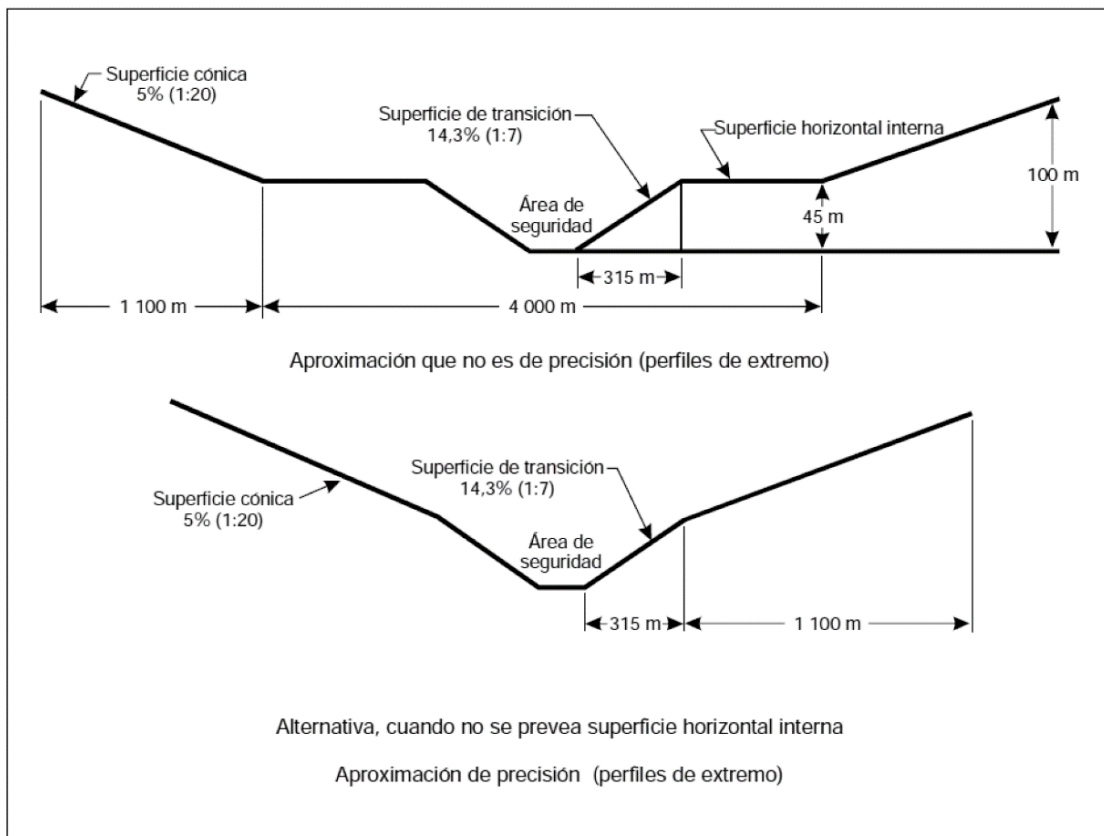 Superficie cónica
5% (1:20)
Superficie de transición
14,3% (1:7)
Superficie horizontal interna
Área de
seguridad
100 m
45 m
315 m
1 100 m
4 000 m
Aproximación que no es de precisión (perfiles de extremo)
Superficie de transición
14,3% (1:7)
Superficie cónica
5% (1:20)
Área de
seguridad
315 m
1 100 m
Alternativa, cuando no se prevea superficie horizontal interna
Aproximación de precisión (perfiles de extremo)